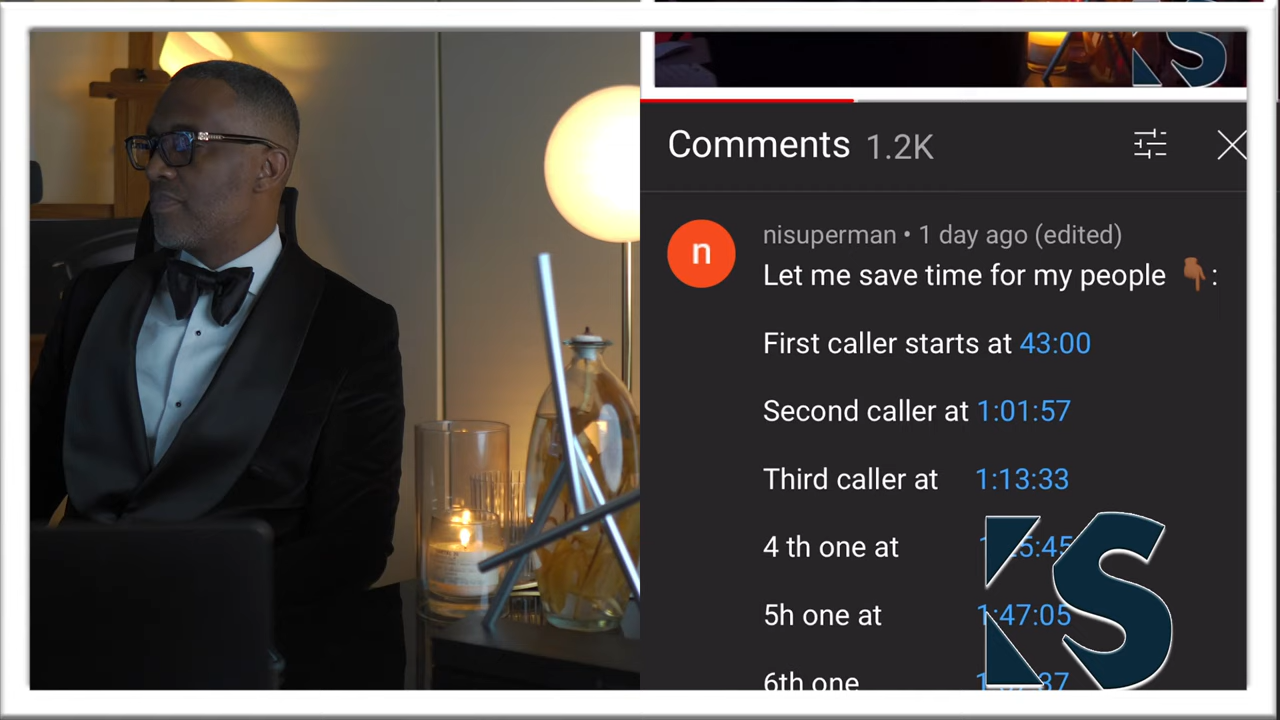 KS
Comments 1.2K
n
nisuperman • 1 day ago (edited)
Let me save time for my people 👇🏾 :
First caller starts at 43:00
Second caller at 1:01:57
Third caller at 1:13:33
4 th one at
5h one at 1:47:05
6th one
KS